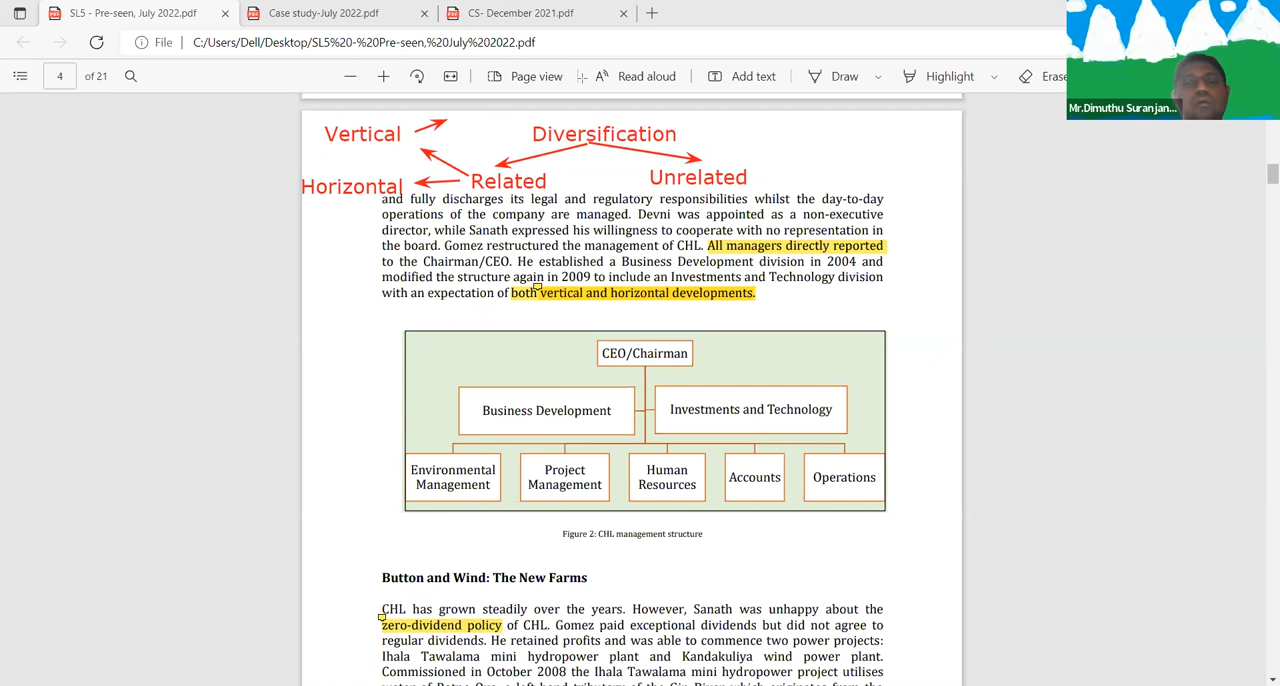 SL5 - Pre-seen, July 2022.pdf
Case study-July 2022.pdf
CS- December 2021.pdf
File
C:/Users/Dell/Desktop/SL5%20-%20Pre-seen,%20July%202022.pdf
4 of 21
Page view
Read aloud
Add text
Draw
Highlight
Erase
Mr.Dimuthu Suranjan...
Vertical
Diversification
Horizontal
Related
Unrelated
and fully discharges its legal and regulatory responsibilities whilst the day-to-day
operations of the company are managed. Devni was appointed as a non-executive
director, while Sanath expressed his willingness to cooperate with no representation in
the board. Gomez restructured the management of CHL. All managers directly reported
to the Chairman/CEO. He established a Business Development division in 2004 and
modified the structure again in 2009 to include an Investments and Technology division
with an expectation of both vertical and horizontal developments.
CEO/Chairman
Business Development
Investments and Technology
Environmental
Management
Project
Management
Human
Resources
Accounts
Operations
Figure 2: CHL management structure
Button and Wind: The New Farms
CHL has grown steadily over the years. However, Sanath was unhappy about the
zero-dividend policy of CHL. Gomez paid exceptional dividends but did not agree to
regular dividends. He retained profits and was able to commence two power projects:
Ihala Tawalama mini hydropower plant and Kandakuliya wind power plant.
Commissioned in October 2008 the Ihala Tawalama mini hydropower project utilises